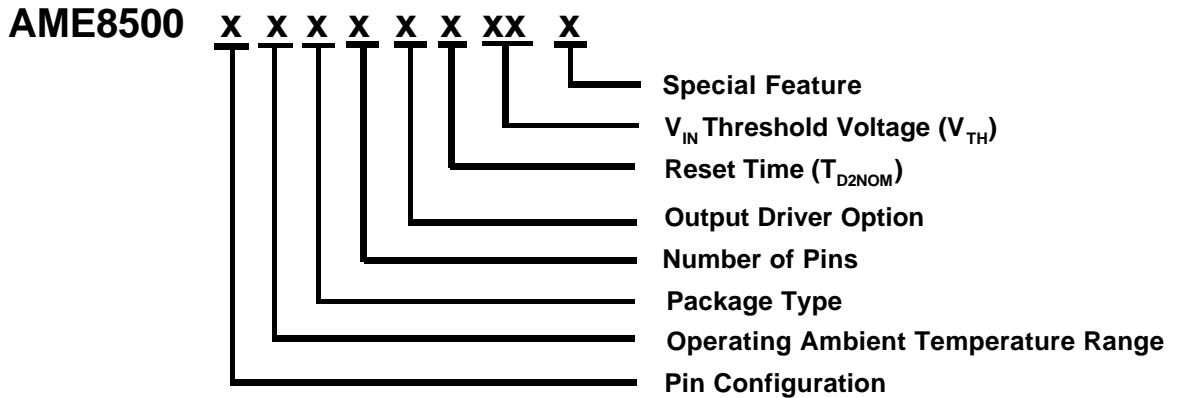 AME8500 x x x x x x xx x
Special Feature
VIN Threshold Voltage (VTH)
Reset Time (TD2NOM)
Output Driver Option
Number of Pins
Package Type
Operating Ambient Temperature Range
Pin Configuration